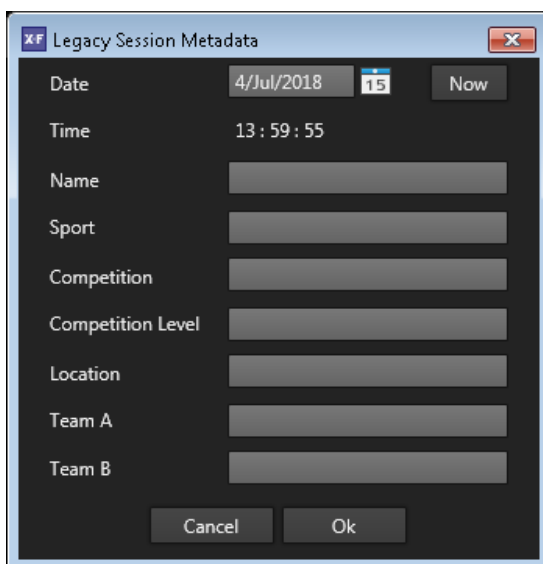 X-F Legacy Session Metadata
Date 4/Jul/2018 15 Now
Time 13 : 59 : 55
Name
Sport
Competition
Competition Level
Location
Team A
Team B
Cancel Ok